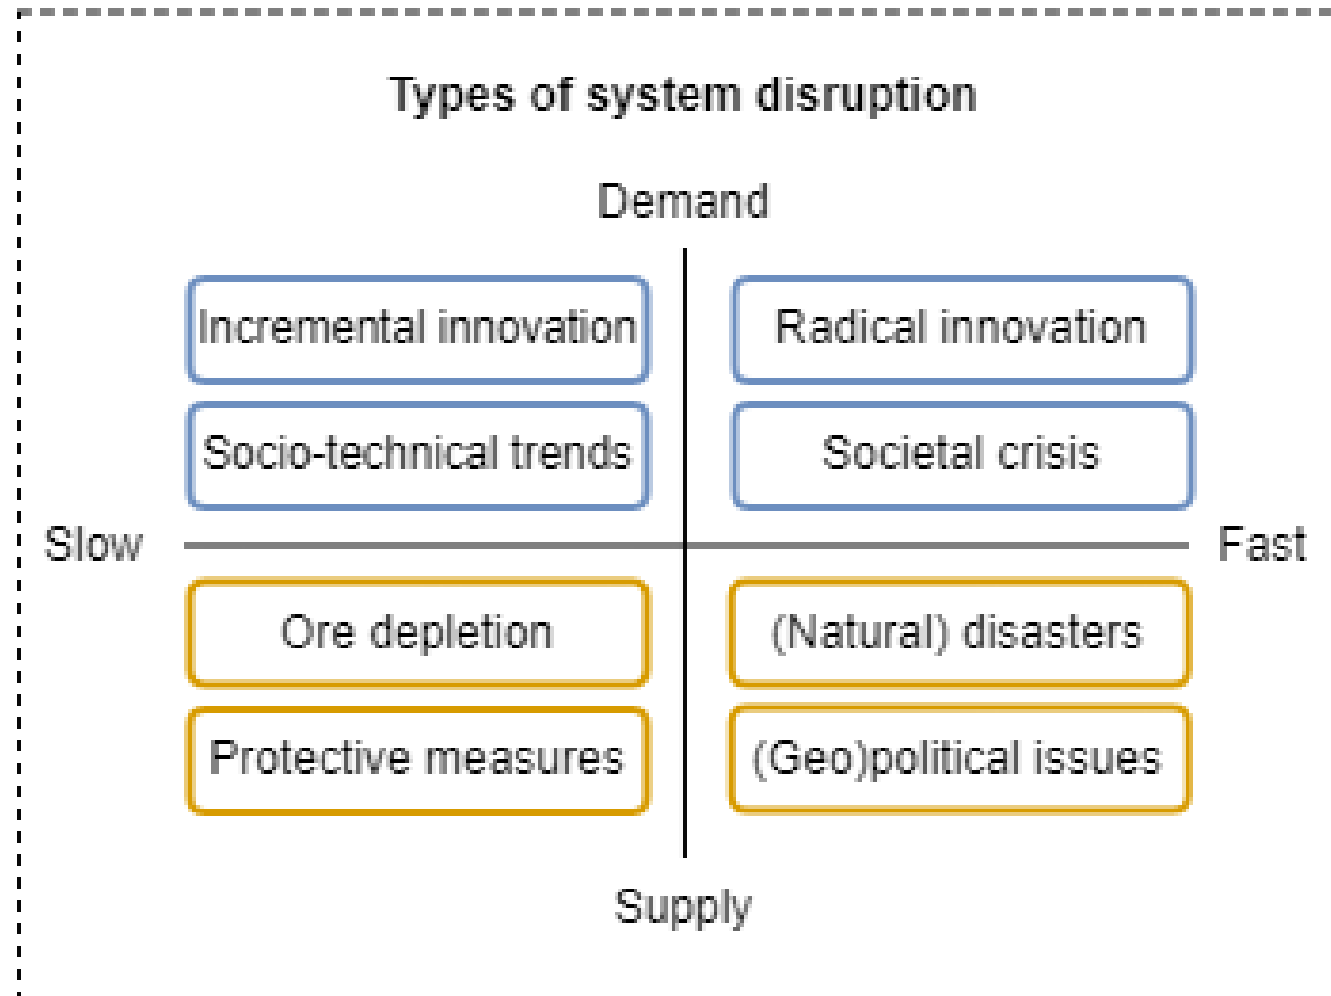 Types of system disruption
Demand
Incremental innovation
Radical innovation
Socio-technical trends
Societal crisis
Slow
Fast
Ore depletion
(Natural) disasters
Protective measures
(Geo)political issues
Supply